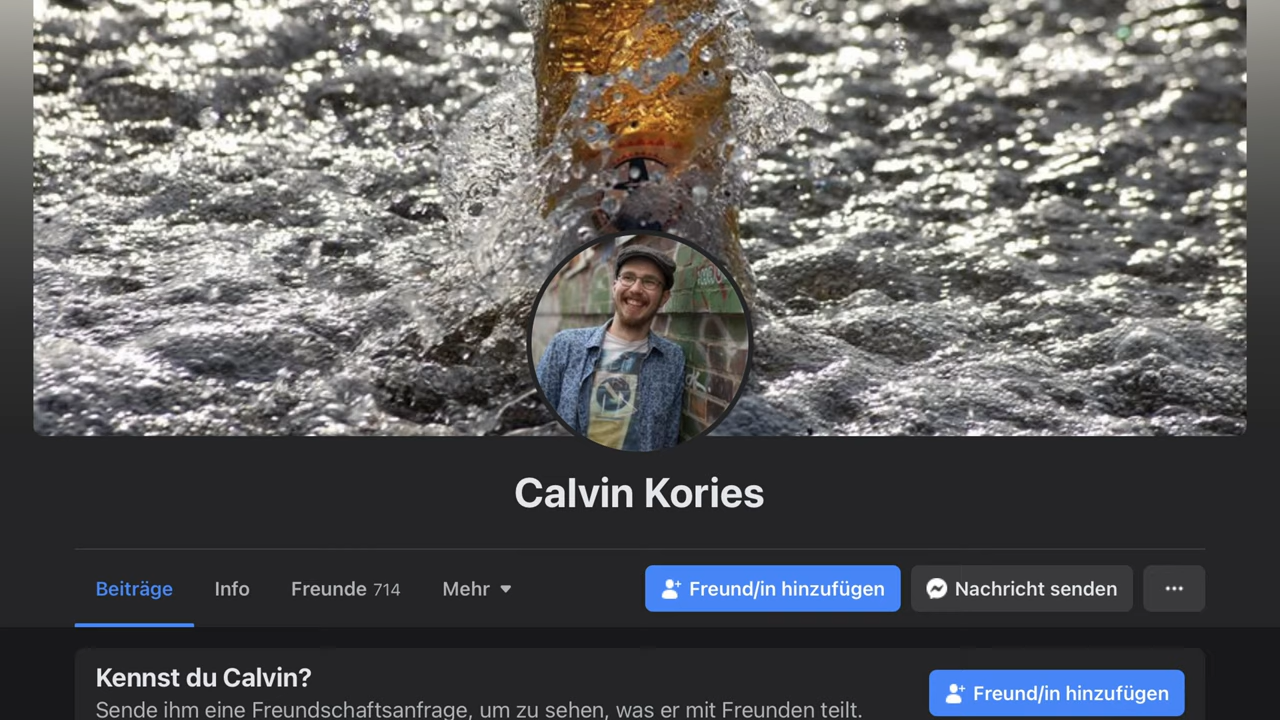 Calvin Kories
Beiträge Info Freunde 714 Mehr Freund/in hinzufügen Nachricht senden
Kennst du Calvin?
Freund/in hinzufügen
Sende ihm eine Freundschaftsanfrage, um zu sehen, was er mit Freunden teilt.